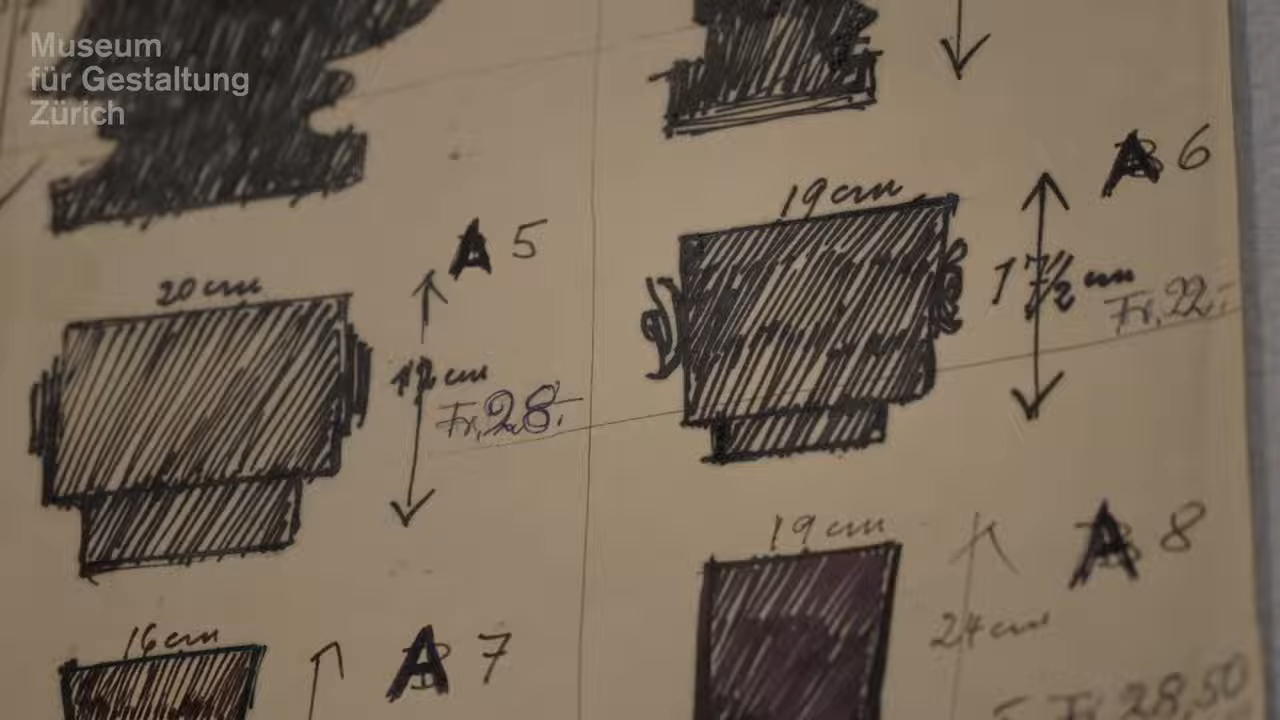 Museum
für Gestaltung
Zürich
A 6
19 cm
A 5
17 1/2 cm
20 cm
Fr. 22.-
cm
Fr. 28.-
19 cm
A 8
24 cm
16 cm
A 7
Fr. 28,50